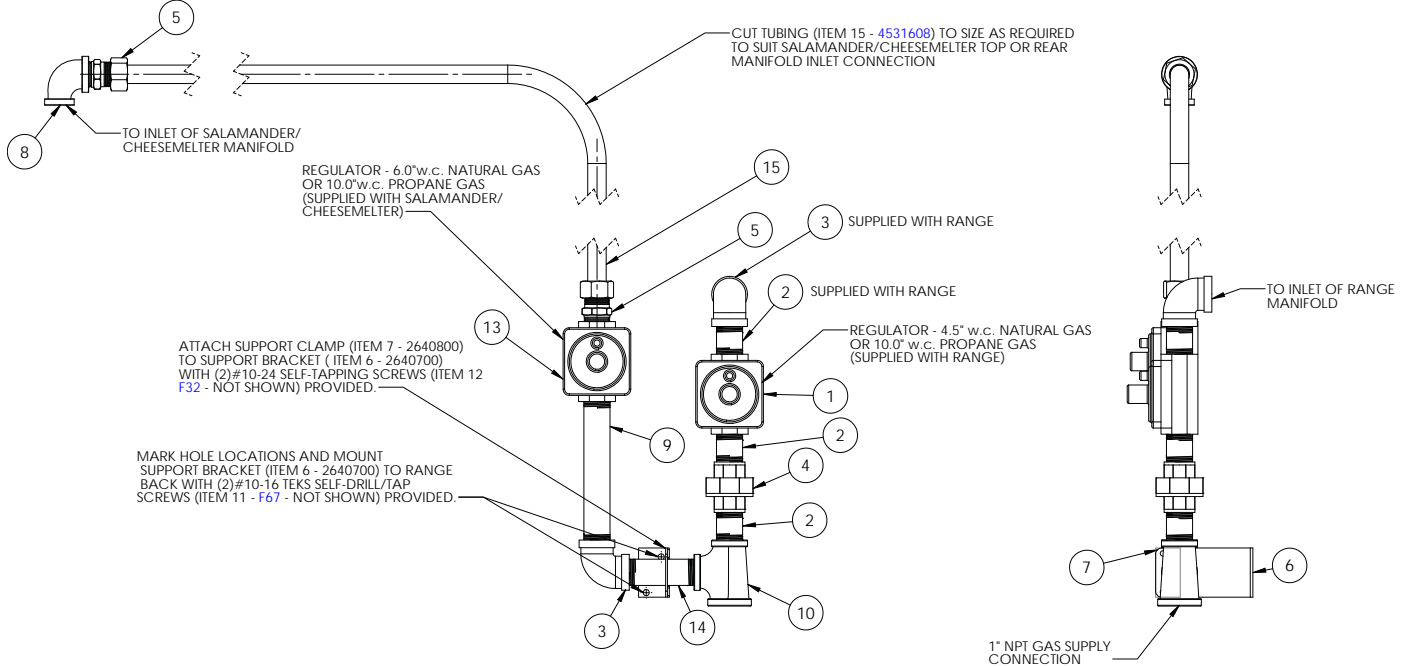 5
CUT TUBING (ITEM 15 - 4531608) TO SIZE AS REQUIRED
TO SUIT SALAMANDER/CHEESEMELTER TOP OR REAR
MANIFOLD INLET CONNECTION
8
TO INLET OF SALAMANDER/
CHEESEMELTER MANIFOLD
REGULATOR - 6.0"w.c. NATURAL GAS
OR 10.0"w.c. PROPANE GAS
(SUPPLIED WITH SALAMANDER/
CHEESEMELTER)
15
5
3
SUPPLIED WITH RANGE
2
SUPPLIED WITH RANGE
TO INLET OF RANGE
MANIFOLD
13
REGULATOR - 4.5" w.c. NATURAL GAS
OR 10.0" w.c. PROPANE GAS
(SUPPLIED WITH RANGE)
ATTACH SUPPORT CLAMP (ITEM 7 - 2640800)
TO SUPPORT BRACKET ( ITEM 6 - 2640700)
WITH (2)#10-24 SELF-TAPPING SCREWS (ITEM 12
F32 - NOT SHOWN) PROVIDED.
1
9
2
4
MARK HOLE LOCATIONS AND MOUNT
SUPPORT BRACKET (ITEM 6 - 2640700) TO RANGE
BACK WITH (2)#10-16 TEKS SELF-DRILL/TAP
SCREWS (ITEM 11 - F67 - NOT SHOWN) PROVIDED.
2
7
6
3
14
10
1" NPT GAS SUPPLY
CONNECTION